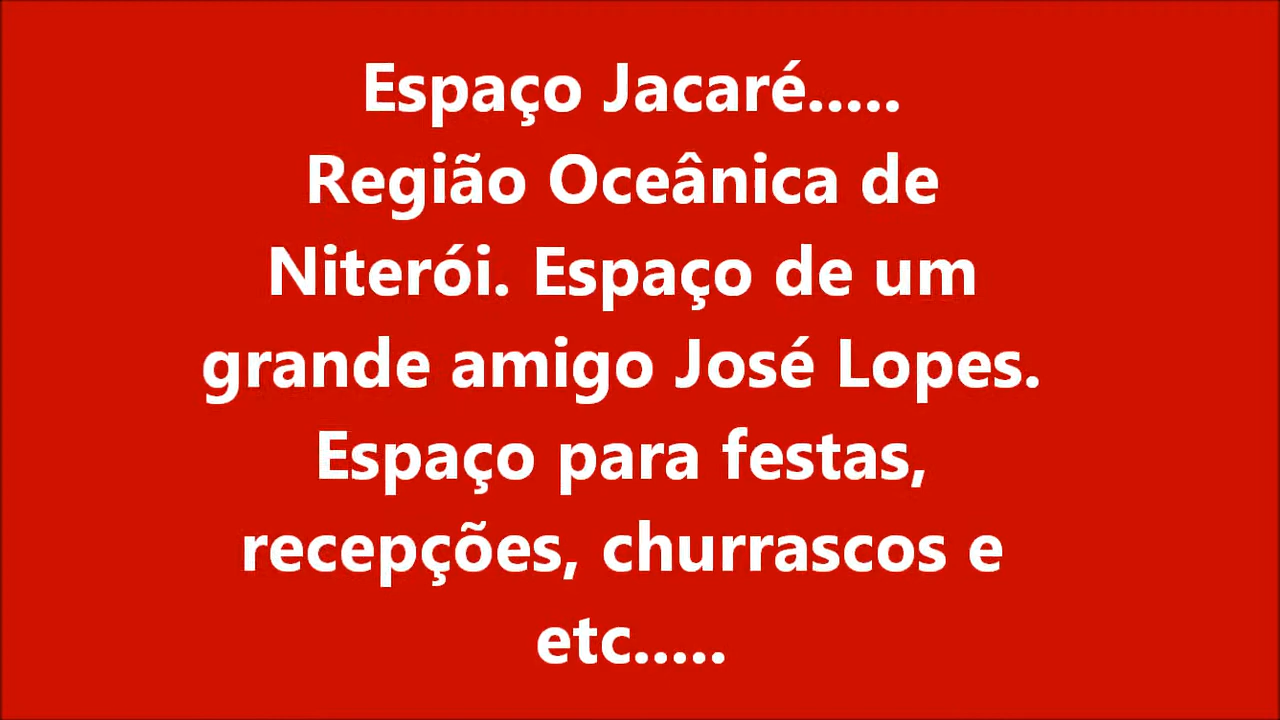 Espaço Jacaré.....
Região Oceânica de
Niterói. Espaço de um
grande amigo José Lopes.
Espaço para festas,
recepções, churrascos e
etc.....